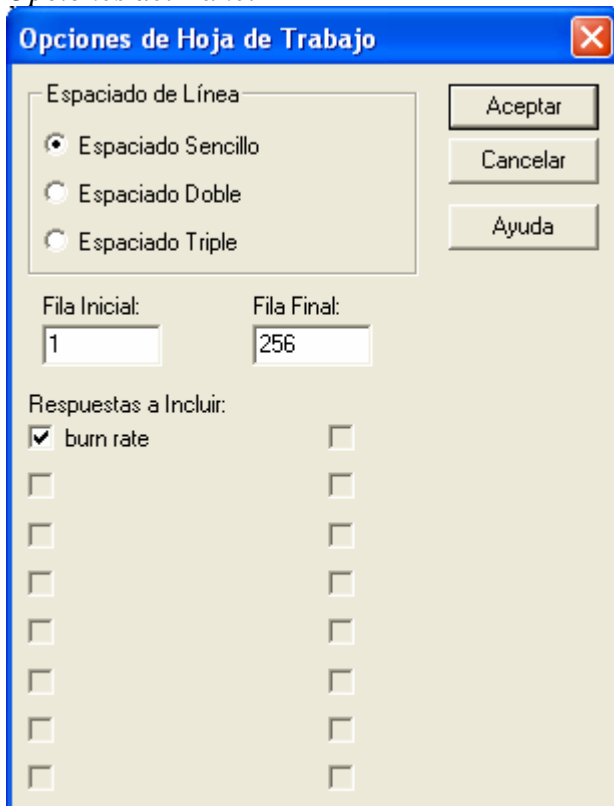 Opciones de Hoja de Trabajo
Espaciado de Línea
Espaciado Sencillo
Espaciado Doble
Espaciado Triple
Aceptar
Cancelar
Ayuda
Fila Inicial:
Fila Final:
1
256
Respuestas a Incluir:
burn rate